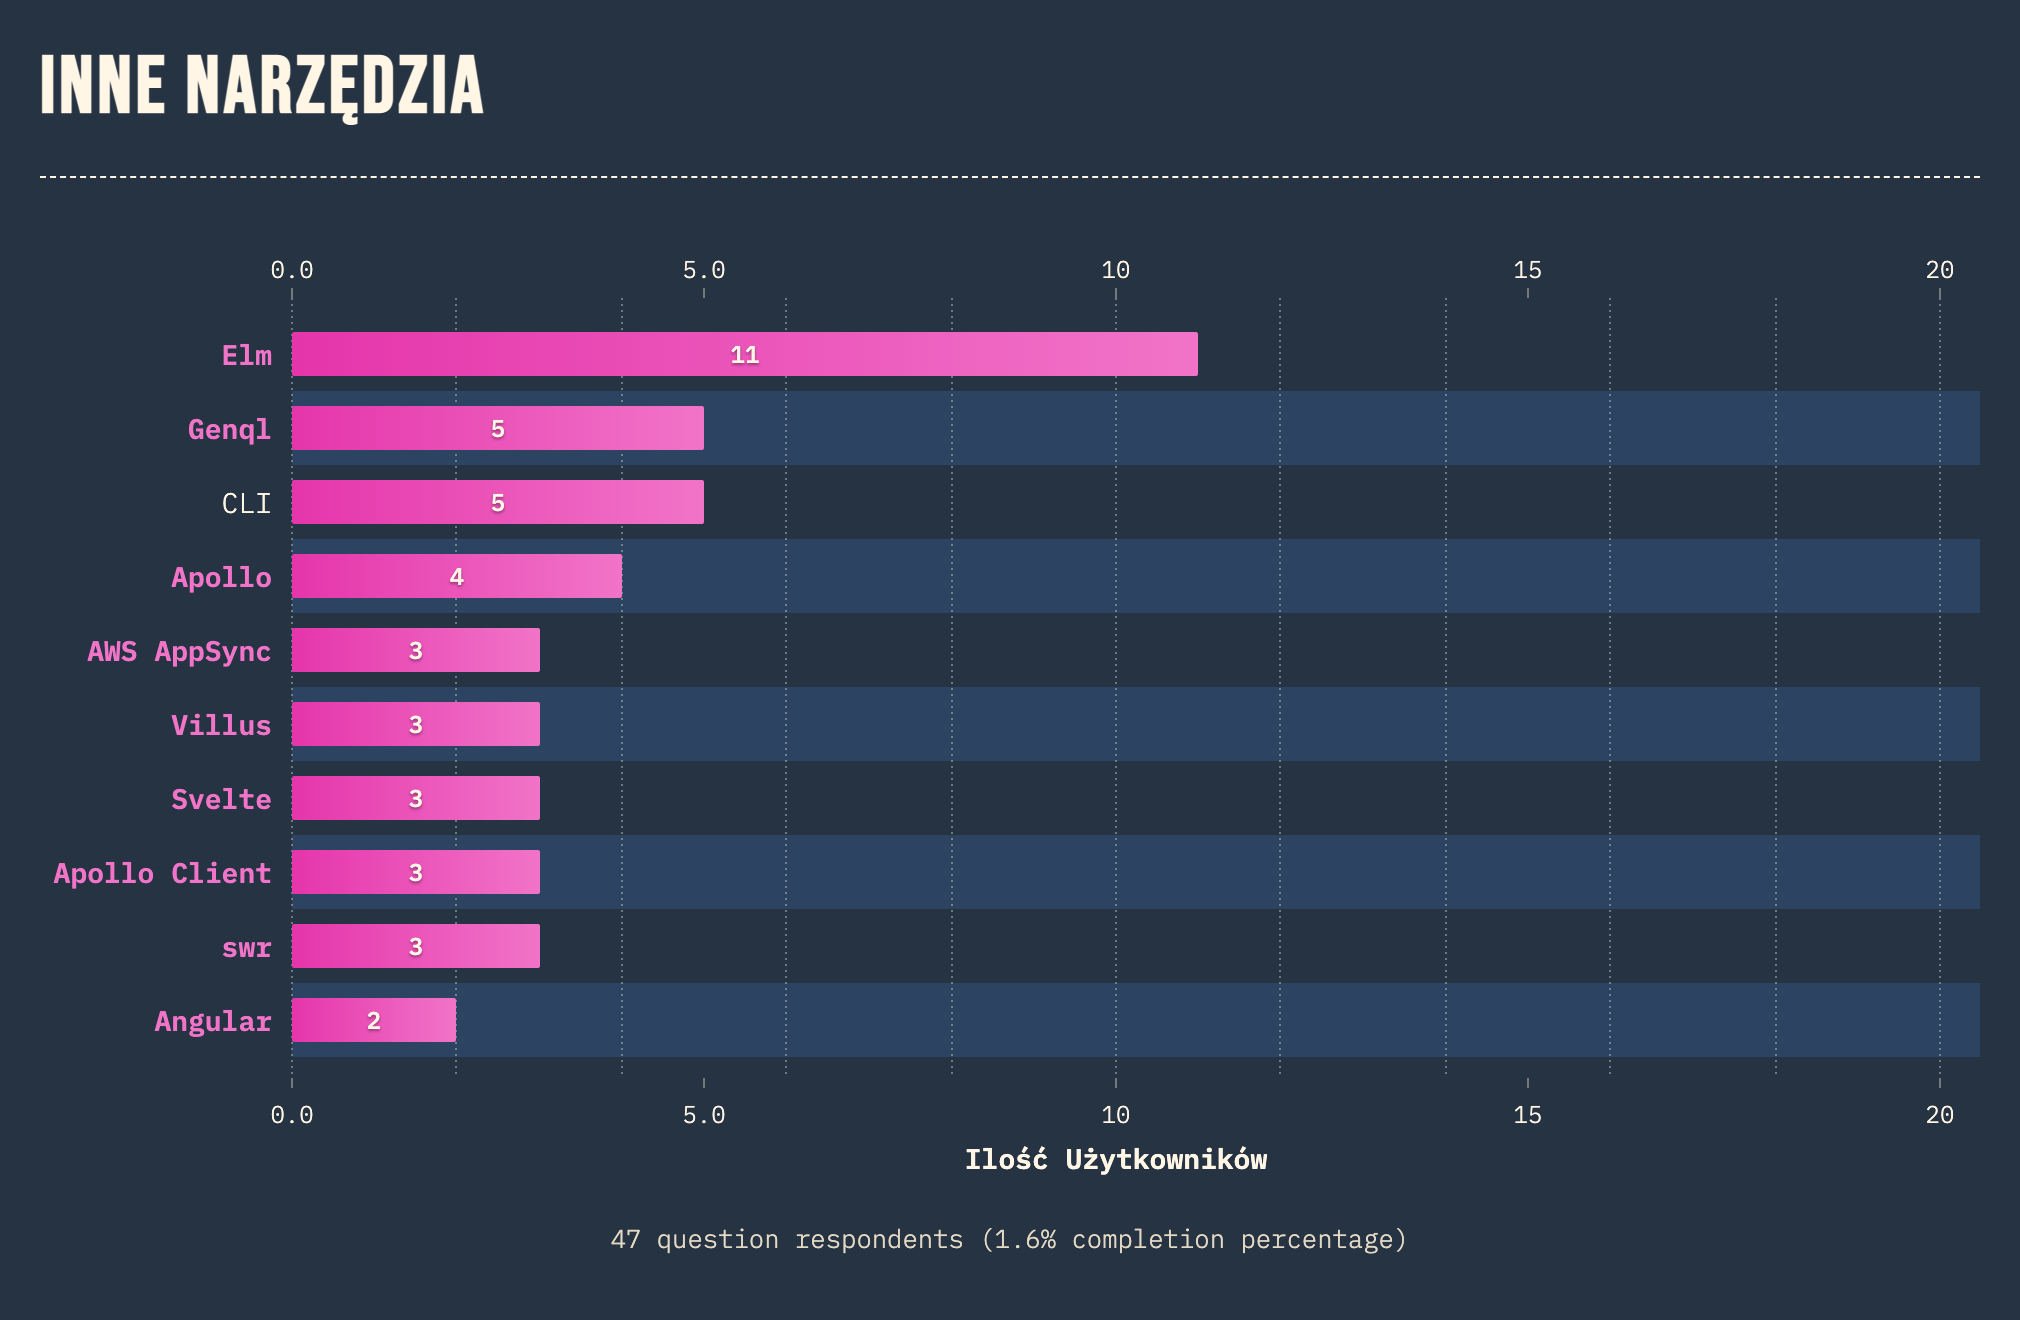 INNE NARZĘDZIA
0.0 5.0 10 15 20
Elm 11
Genql 5
CLI 5
Apollo 4
AWS AppSync 3
Villus 3
Svelte 3
Apollo Client 3
swr 3
Angular 2
0.0 5.0 10 15 20
Ilość Użytkowników
47 question respondents (1.6% completion percentage)